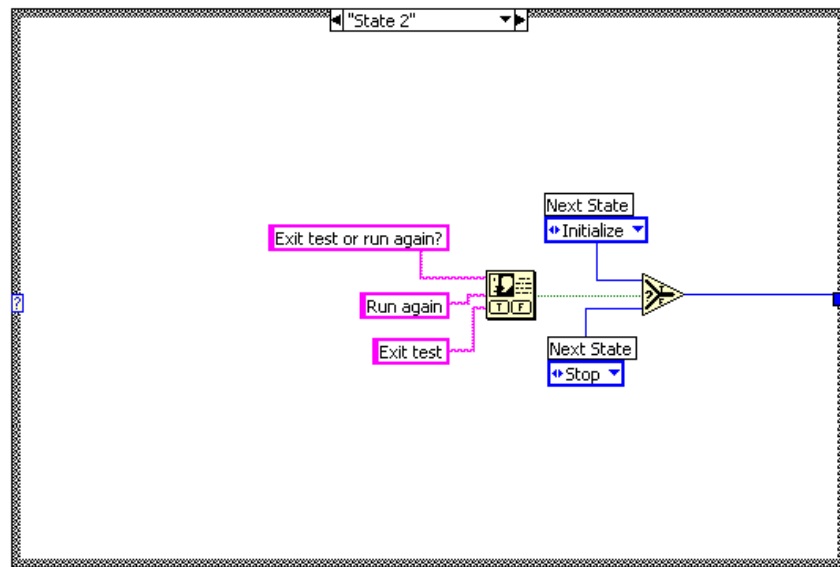 "State 2"
Next State
Initialize
Exit test or run again?
Run again
T F
? T F
Exit test
Next State
Stop
?